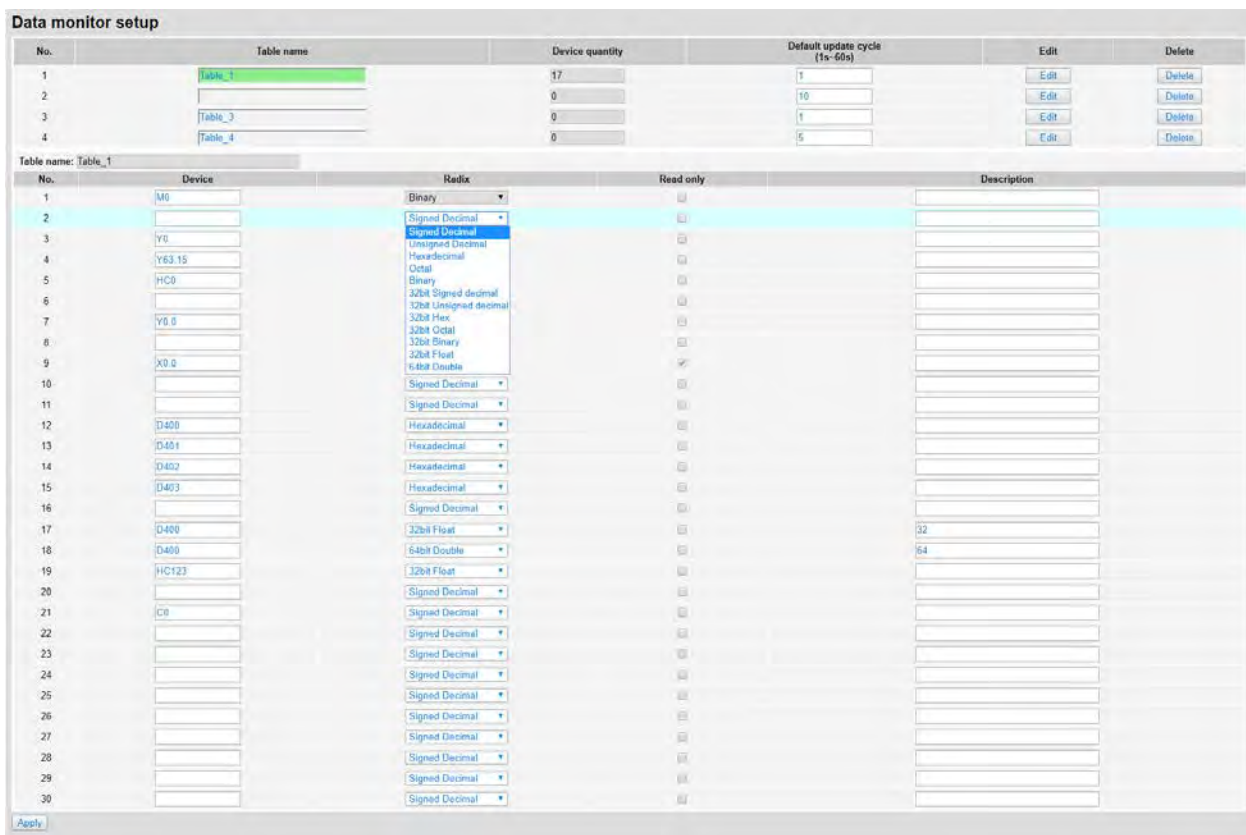 Data monitor setup
No. Table name Device quantity Default update cycle (1s~60s) Edit Delete
1 Table_1 17 1 Edit Delete
2 0 10 Edit Delete
3 Table_3 0 1 Edit Delete
4 Table_4 0 5 Edit Delete
Table name: Table_1
No. Device Radix Read only Description
1 M0 Binary
2 Signed Decimal
Signed Decimal
3 Y0
Unsigned Decimal
Hexadecimal
4 Y63.15
Octal
5 HC0
Binary
32bit Signed decimal
6
32bit Unsigned decimal
7 Y0.0
32bit Hex
32bit Octal
8
32bit Binary
9 X0.0
32bit Float
64bit Double
10 Signed Decimal
11 Signed Decimal
12 D400 Hexadecimal
13 D401 Hexadecimal
14 D402 Hexadecimal
15 D403 Hexadecimal
16 Signed Decimal
17 D400 32bit Float 32
18 D400 64bit Double 64
19 HC123 32bit Float
20 Signed Decimal
21 C0 Signed Decimal
22 Signed Decimal
23 Signed Decimal
24 Signed Decimal
25 Signed Decimal
26 Signed Decimal
27 Signed Decimal
28 Signed Decimal
29 Signed Decimal
30 Signed Decimal
Apply